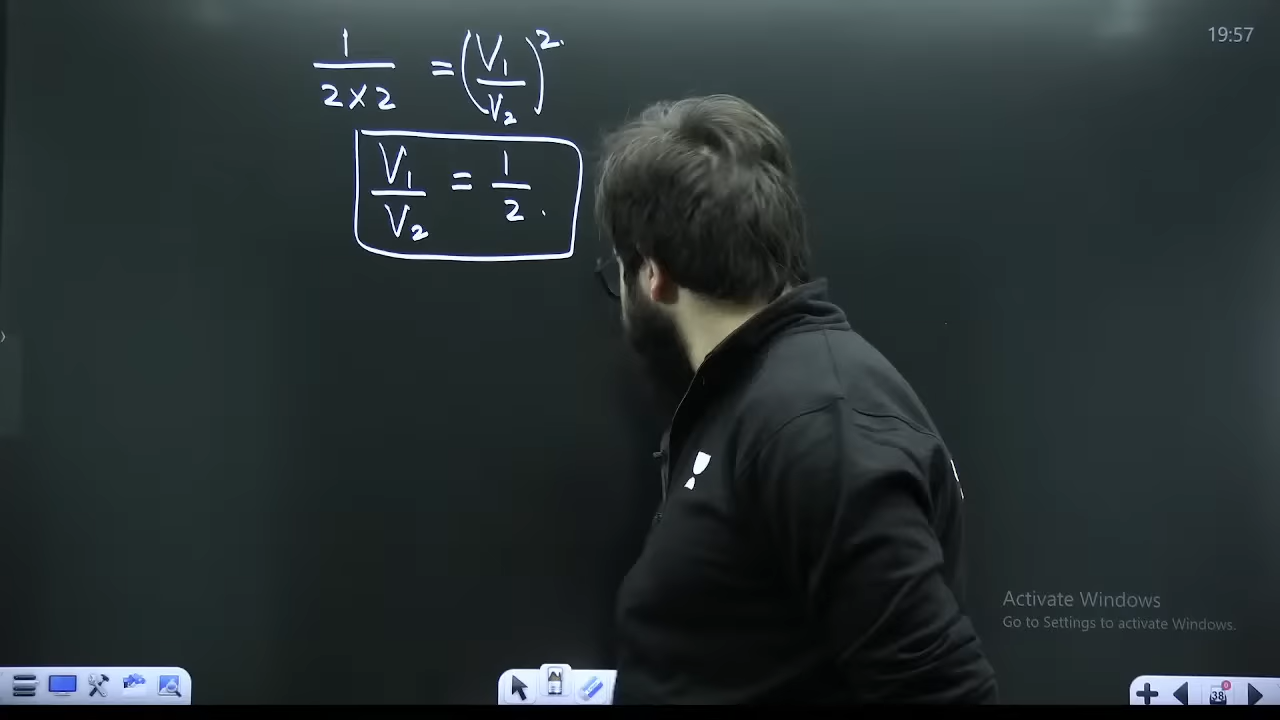 19:57
1/(2×2) = (V₁/V₂)².
V₁/V₂ = 1/2.
Activate Windows
Go to Settings to activate Windows.
38